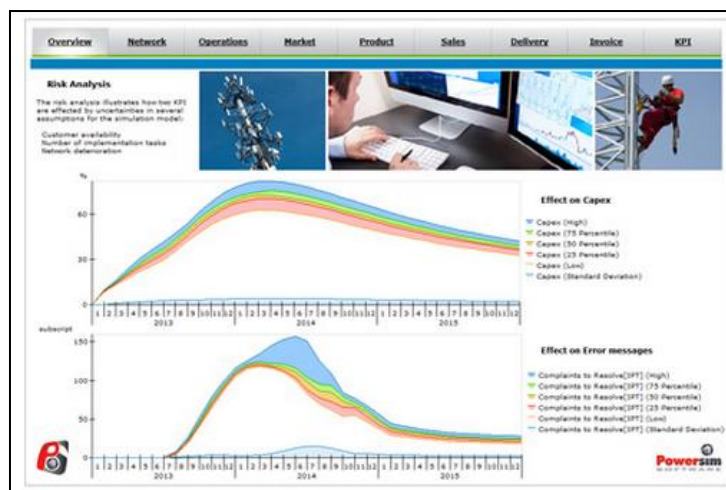 Overview Network Operations Market Product Sales Delivery Invoice KPI
Risk Analysis
The risk analysis illustrates how two KPI
are effected by uncertainties in several
assumptions for the simulation model:
Customer availability
Number of implementation tasks
Network deterioration
%
60
30
0
1 2 3 4 5 6 7 8 9 10 11 12 1 2 3 4 5 6 7 8 9 10 11 12 1 2 3 4 5 6 7 8 9 10 11 12
2013 2014 2015
Effect on Capex
Capex (High)
Capex (75 Percentile)
Capex (50 Percentile)
Capex (25 Percentile)
Capex (Low)
Capex (Standard Deviation)
subscript
150
100
50
0
1 2 3 4 5 6 7 8 9 10 11 12 1 2 3 4 5 6 7 8 9 10 11 12 1 2 3 4 5 6 7 8 9 10 11 12
2013 2014 2015
Effect on Error messages
Complaints to Resolve[IPT] (High)
Complaints to Resolve[IPT] (75 Percentile)
Complaints to Resolve[IPT] (50 Percentile)
Complaints to Resolve[IPT] (25 Percentile)
Complaints to Resolve[IPT] (Low)
Complaints to Resolve[IPT] (Standard Deviation)
Powersim
SOFTWARE